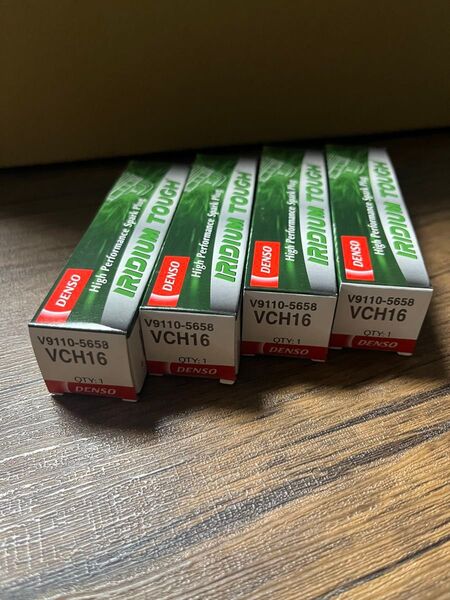 DENSO
High Performance Spark Plug
IRIDIUM TOUGH
V9110-5658
VCH16
QTY: 1
DENSO
DENSO
High Performance Spark Plug
IRIDIUM TOUGH
V9110-5658
VCH16
QTY: 1
DENSO
DENSO
High Performance Spark Plug
IRIDIUM TOUGH
V9110-5658
VCH16
QTY: 1
DENSO
DENSO
High Performance Spark Plug
IRIDIUM TOUGH
V9110-5658
VCH16
QTY: 1
DENSO